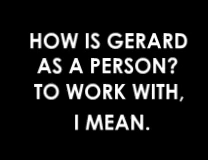 HOW IS GERARD
AS A PERSON?
TO WORK WITH,
I MEAN.